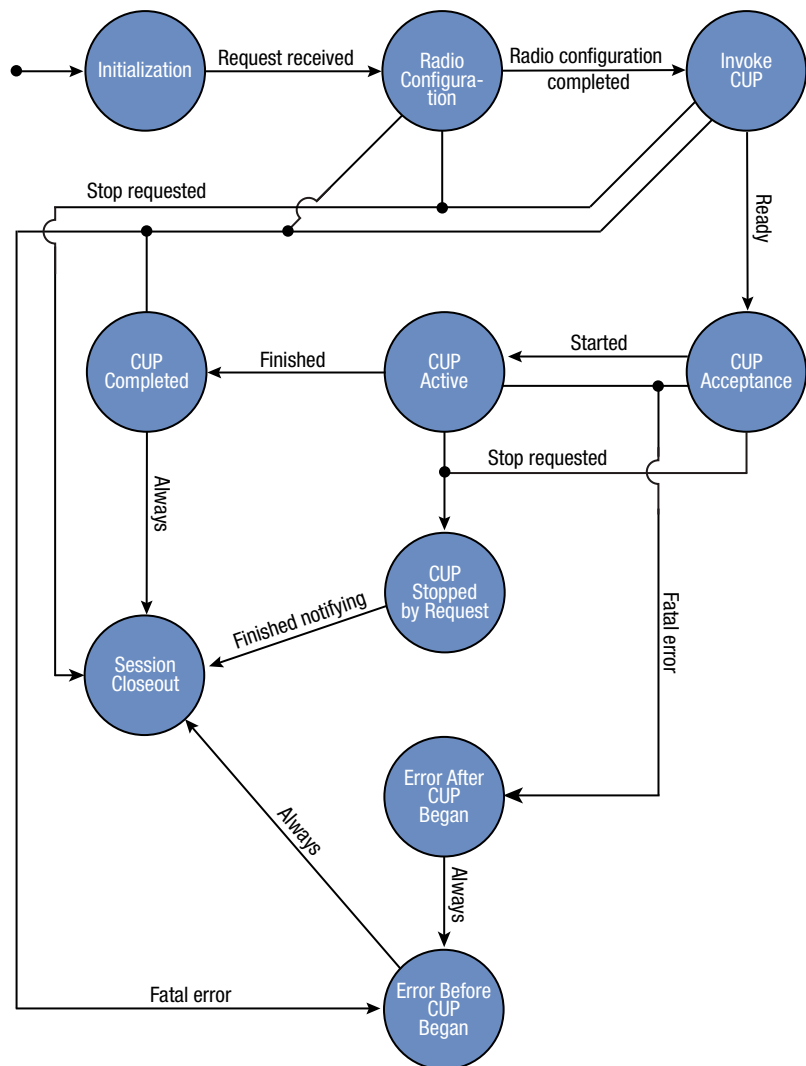 Initialization
Request received
Radio
Configura-
tion
Radio configuration
completed
Invoke
CUP
Stop requested
Ready
CUP
Completed
Finished
CUP
Active
Started
CUP
Acceptance
Stop requested
Always
CUP
Stopped
by Request
Finished notifying
Fatal error
Session
Closeout
Error After
CUP
Began
Always
Always
Fatal error
Error Before
CUP
Began